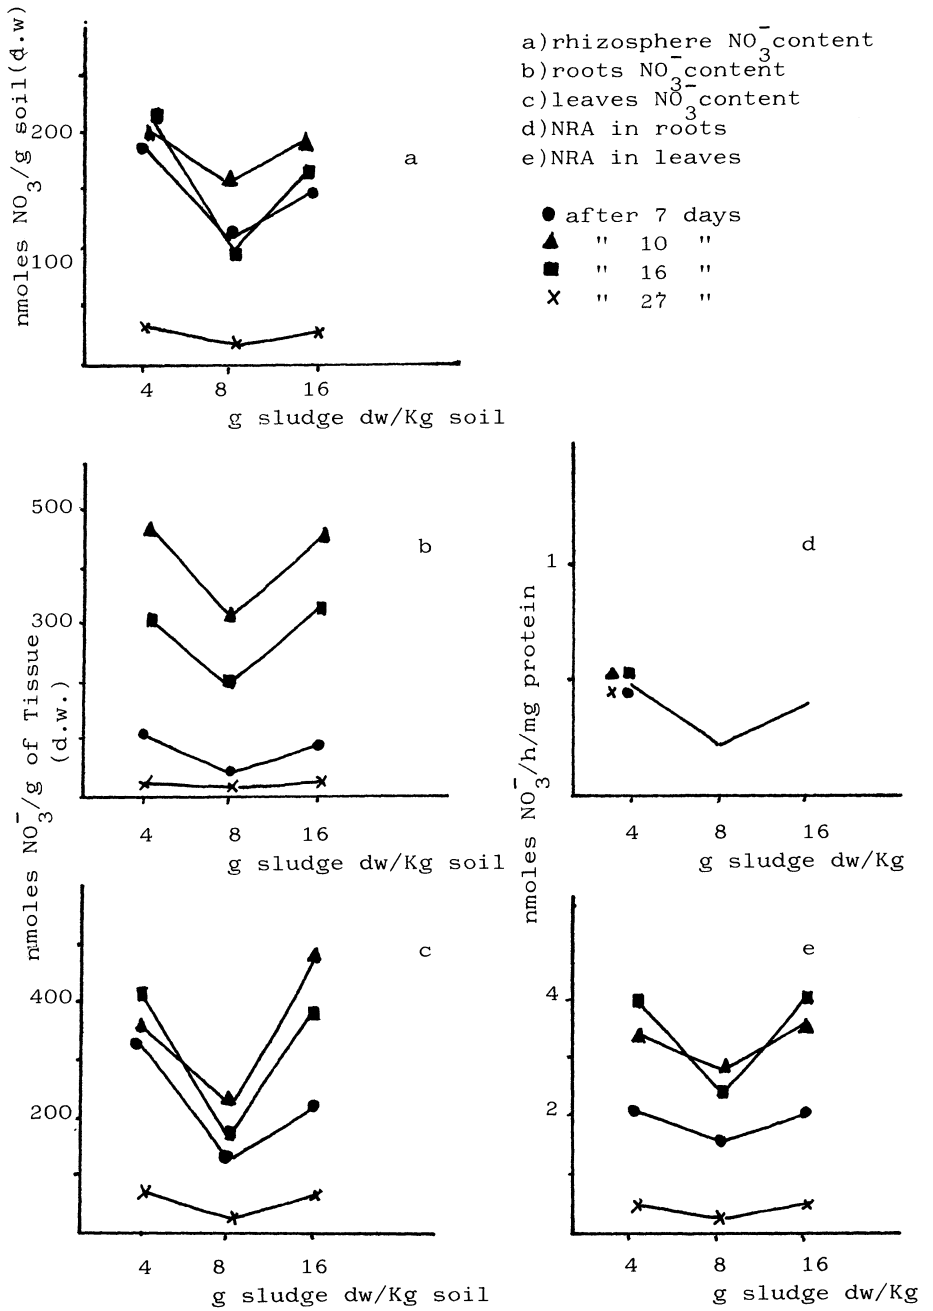 nmoles NO3/g soil(d.w)
200
100
a
4 8 16
g sludge dw/Kg soil
a)rhizosphere NO3⁻content
b)roots NO3⁻content
c)leaves NO3⁻content
d)NRA in roots
e)NRA in leaves
after 7 days
" 10 "
" 16 "
" 27 "
nmoles NO3⁻/g of Tissue
(d.w.)
500
300
b
4 8 16
g sludge dw/Kg soil
nmoles NO3⁻/h/mg protein
1
d
4 8 16
g sludge dw/Kg
400
200
c
4 8 16
g sludge dw/Kg soil
4
2
e
4 8 16
g sludge dw/Kg